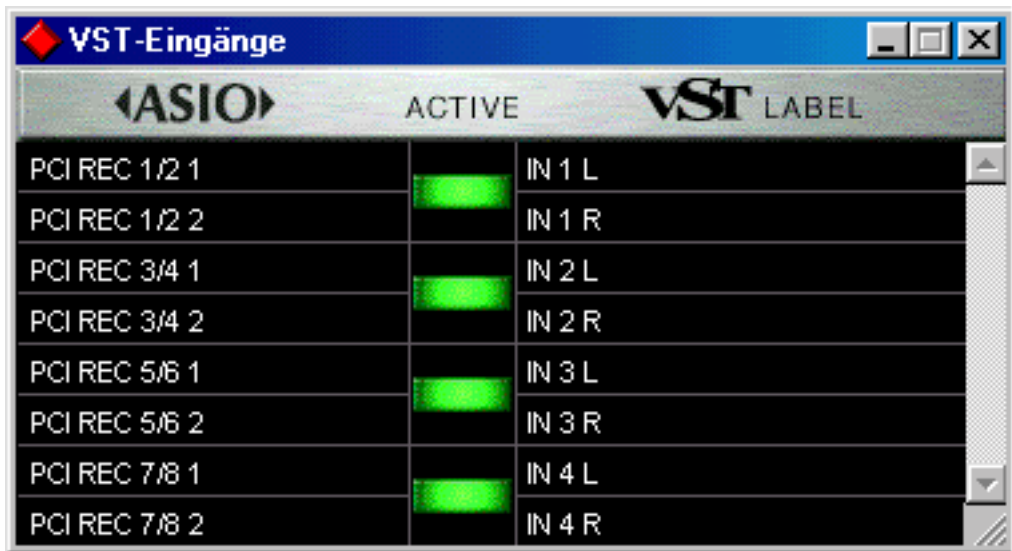 VST-Eingänge
ASIO ACTIVE VST LABEL
PCI REC 1/2 1 IN 1 L
PCI REC 1/2 2 IN 1 R
PCI REC 3/4 1 IN 2 L
PCI REC 3/4 2 IN 2 R
PCI REC 5/6 1 IN 3 L
PCI REC 5/6 2 IN 3 R
PCI REC 7/8 1 IN 4 L
PCI REC 7/8 2 IN 4 R